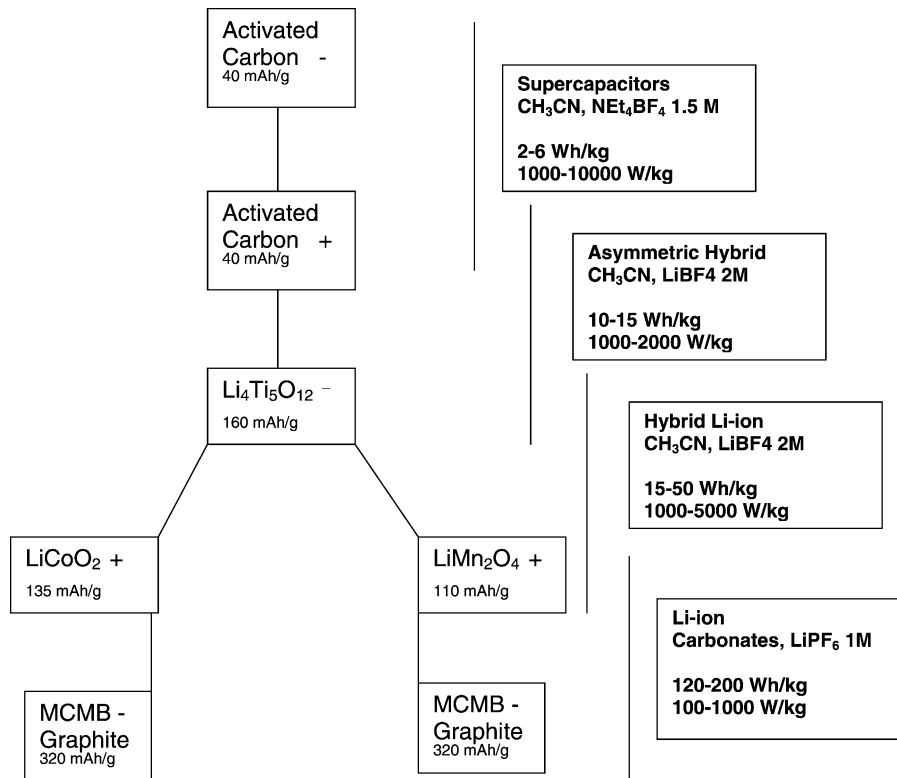 Activated
Carbon -
40 mAh/g
Supercapacitors
CH₃CN, NEt₄BF₄ 1.5 M
2-6 Wh/kg
1000-10000 W/kg
Activated
Carbon +
40 mAh/g
Asymmetric Hybrid
CH₃CN, LiBF4 2M
10-15 Wh/kg
1000-2000 W/kg
Li₄Ti₅O₁₂ –
160 mAh/g
Hybrid Li-ion
CH₃CN, LiBF4 2M
15-50 Wh/kg
1000-5000 W/kg
LiCoO₂ +
135 mAh/g
LiMn₂O₄ +
110 mAh/g
Li-ion
Carbonates, LiPF₆ 1M
120-200 Wh/kg
100-1000 W/kg
MCMB -
Graphite
320 mAh/g
MCMB -
Graphite
320 mAh/g